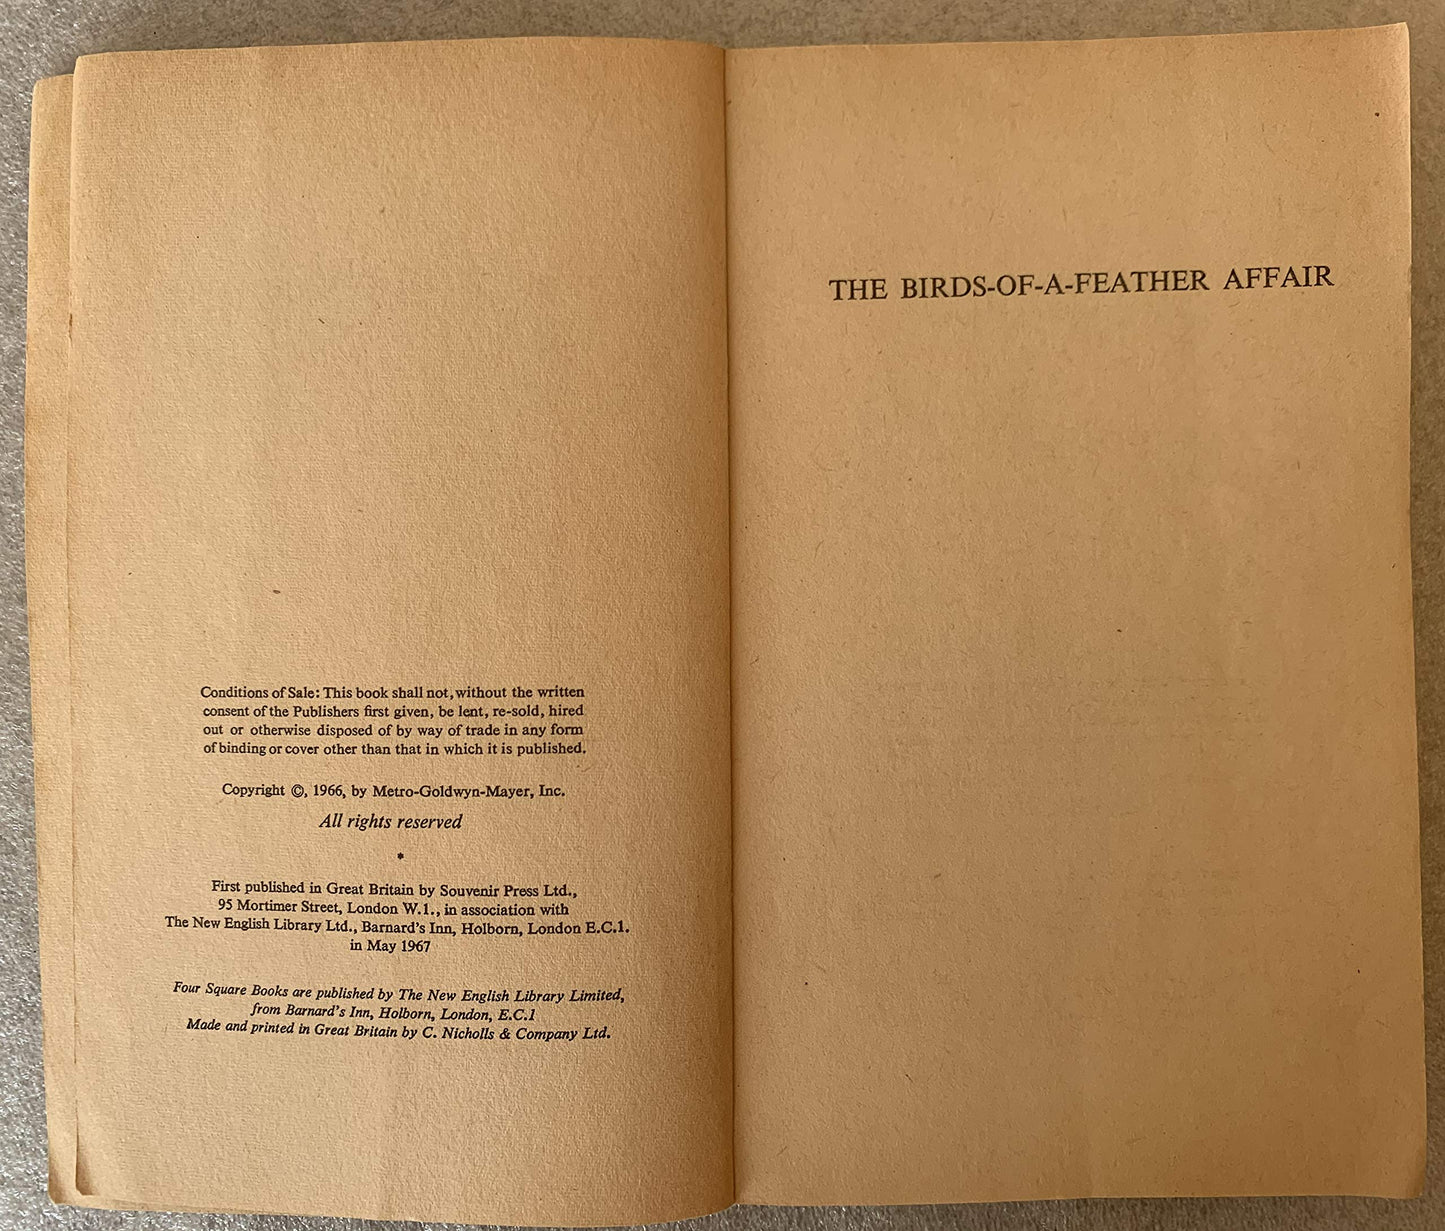 Conditions of Sale: This book shall not, without the written
consent of the Publishers first given, be lent, re-sold, hired
out or otherwise disposed of by way of trade in any form
of binding or cover other than that in which it is published.
Copyright ©, 1966, by Metro-Goldwyn-Mayer, Inc.
All rights reserved
*
First published in Great Britain by Souvenir Press Ltd.,
95 Mortimer Street, London W.1., in association with
The New English Library Ltd., Barnard's Inn, Holborn, London E.C.1.
in May 1967
Four Square Books are published by The New English Library Limited,
from Barnard's Inn, Holborn, London, E.C.1
Made and printed in Great Britain by C. Nicholls & Company Ltd.
THE BIRDS-OF-A-FEATHER AFFAIR